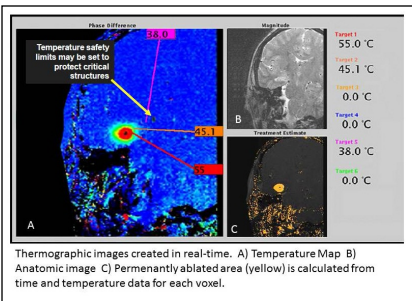 Phase Difference
38.0
Temperature safety
limits may be set to
protect critical
structures
45.1
55
A
Magnitude
B
Treatment Estimate
C
Target 1
55.0 °C
Target 2
45.1 °C
Target 3
0.0 °C
Target 4
0.0 °C
Target 5
38.0 °C
Target 6
0.0 °C
Thermographic images created in real-time. A) Temperature Map B)
Anatomic image C) Permenantly ablated area (yellow) is calculated from
time and temperature data for each voxel.